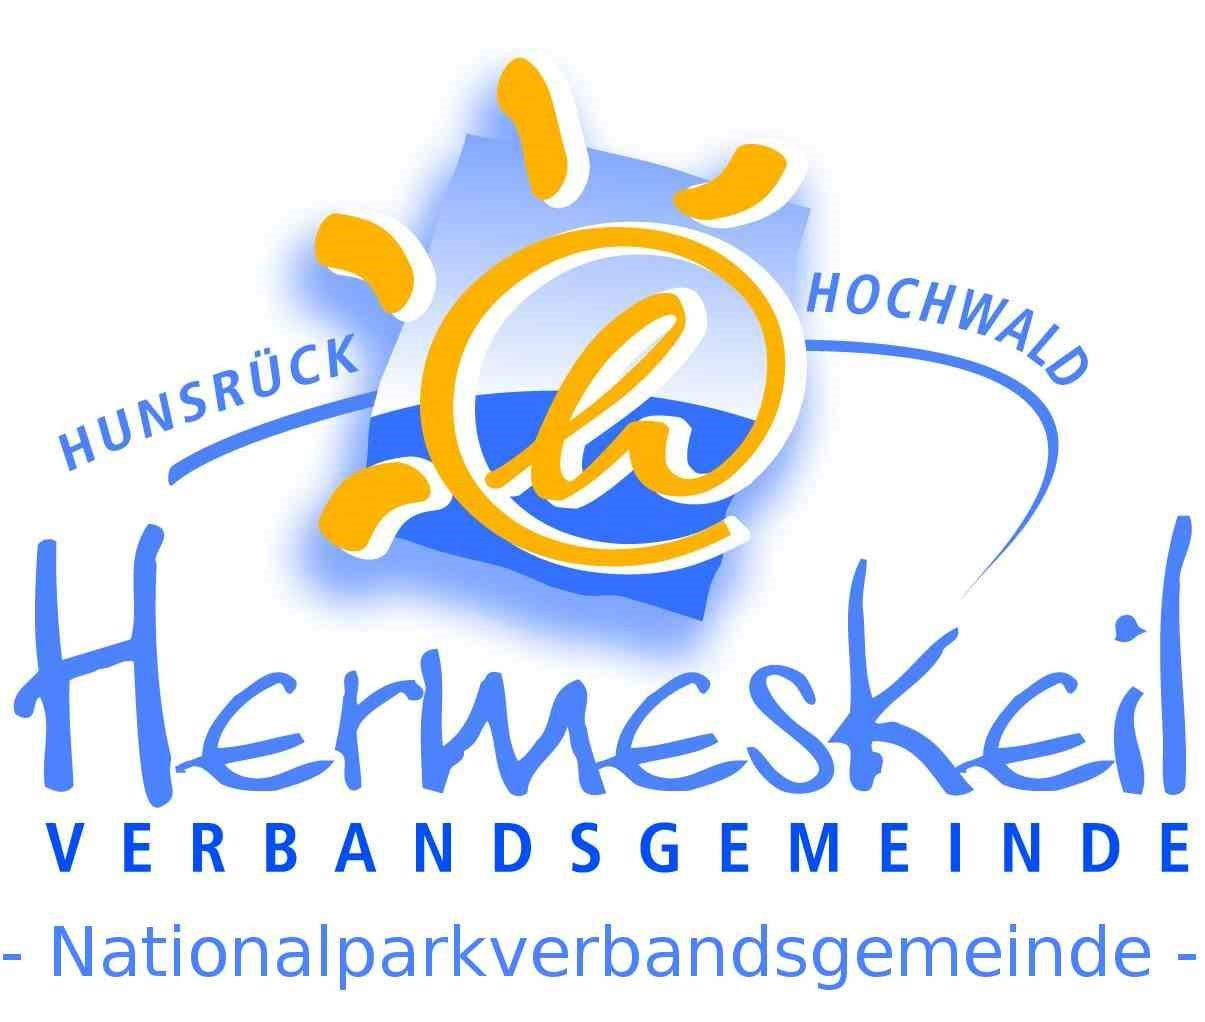 HUNSRÜCK
HOCHWALD
h
Hermeskeil
VERBANDSGEMEINDE
- Nationalparkverbandsgemeinde -